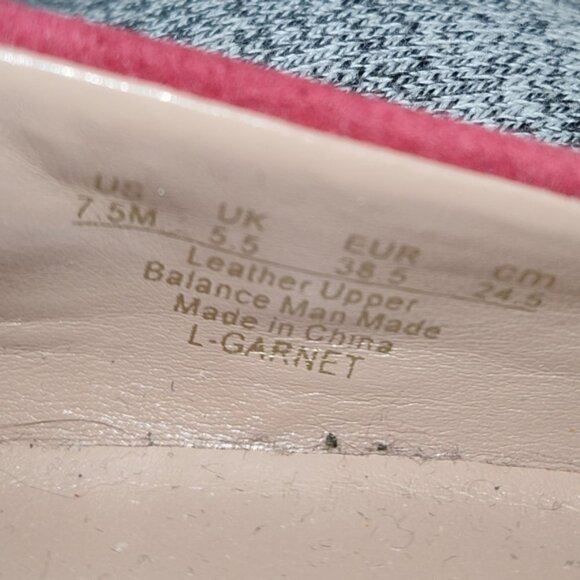 US UK EUR cm
7.5M 5.5 38.5 24.5
Leather Upper
Balance Man Made
Made in China
L-GARNET